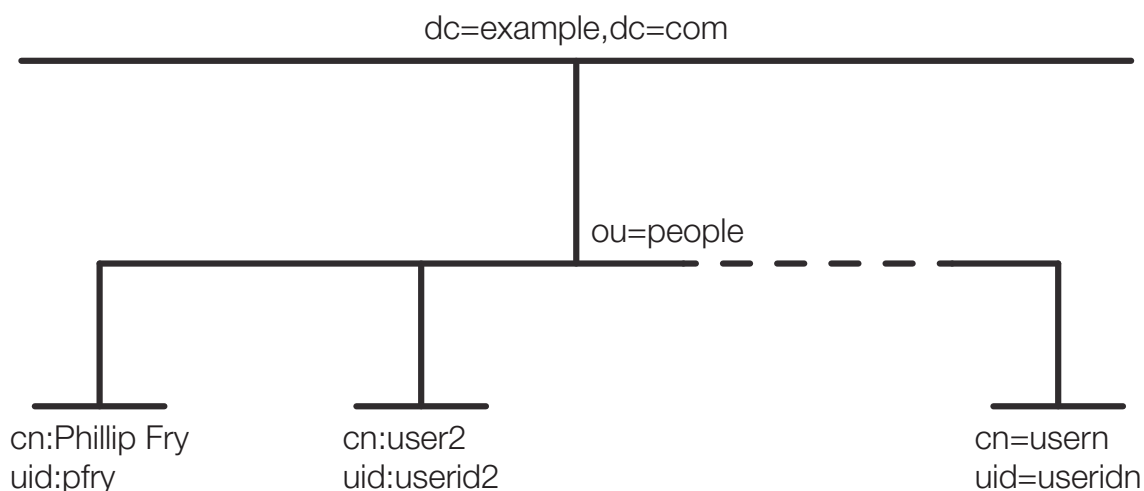 dc=example,dc=com
ou=people
cn:Phillip Fry
uid:pfry
cn:user2
uid:userid2
cn=usern
uid=useridn